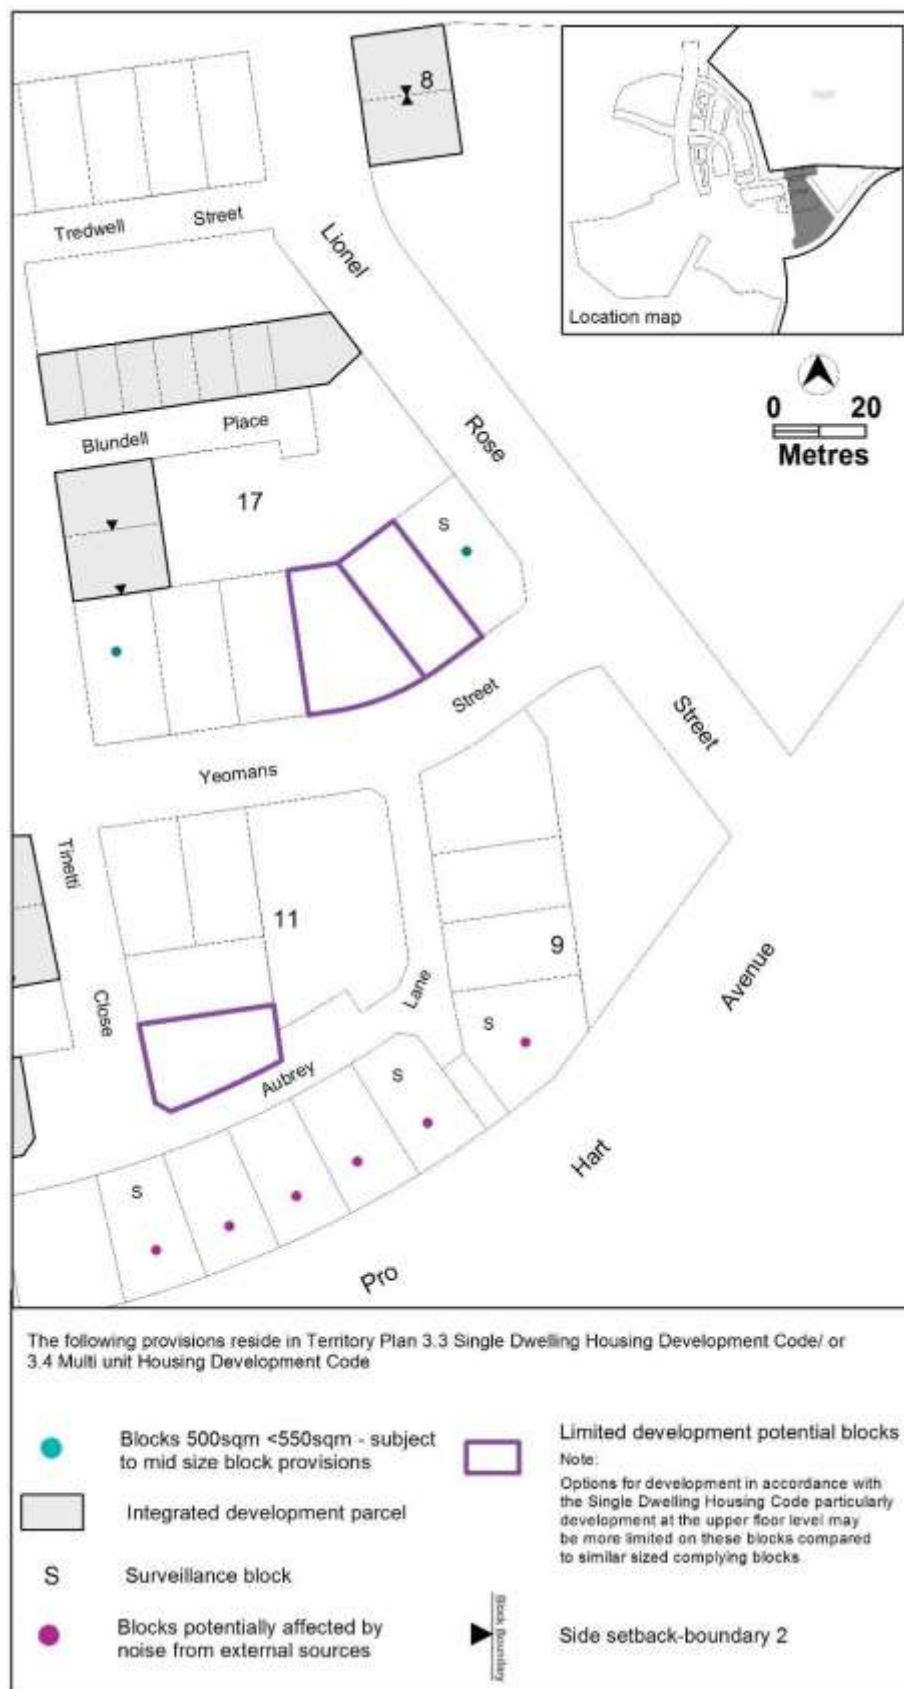 8
Location map
Tredwell Street
Lionel
0 20
Metres
Blundell Place
Rose
17
S
Street
Street
Yeomans
Tinetti
11
9
Avenue
Close
Lane
S
Aubrey
S
S
Hart
Pro
The following provisions reside in Territory Plan 3.3 Single Dwelling Housing Development Code/ or
3.4 Multi unit Housing Development Code
Blocks 500sqm <550sqm - subject
to mid size block provisions
Integrated development parcel
S Surveillance block
Blocks potentially affected by
noise from external sources
Limited development potential blocks
Note:
Options for development in accordance with
the Single Dwelling Housing Code particularly
development at the upper floor level may
be more limited on these blocks compared
to similar sized complying blocks
Block Boundary
Side setback-boundary 2